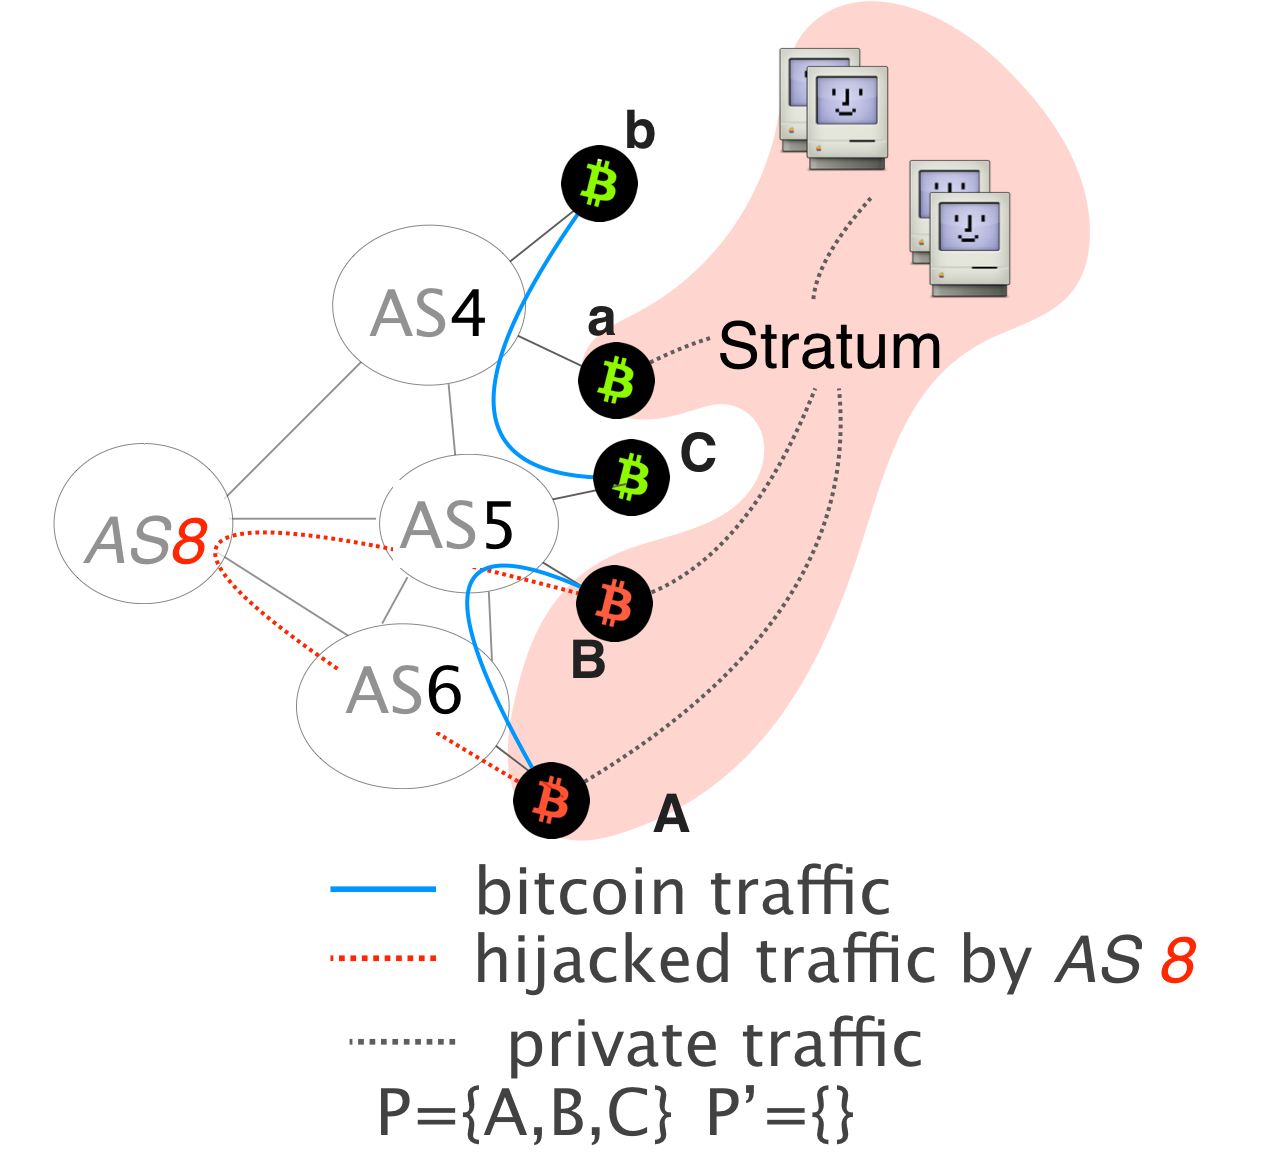 b
AS4
a
Stratum
C
AS8
AS5
B
AS6
A
bitcoin traffic
hijacked traffic by AS 8
private traffic
P={A,B,C} P’={}